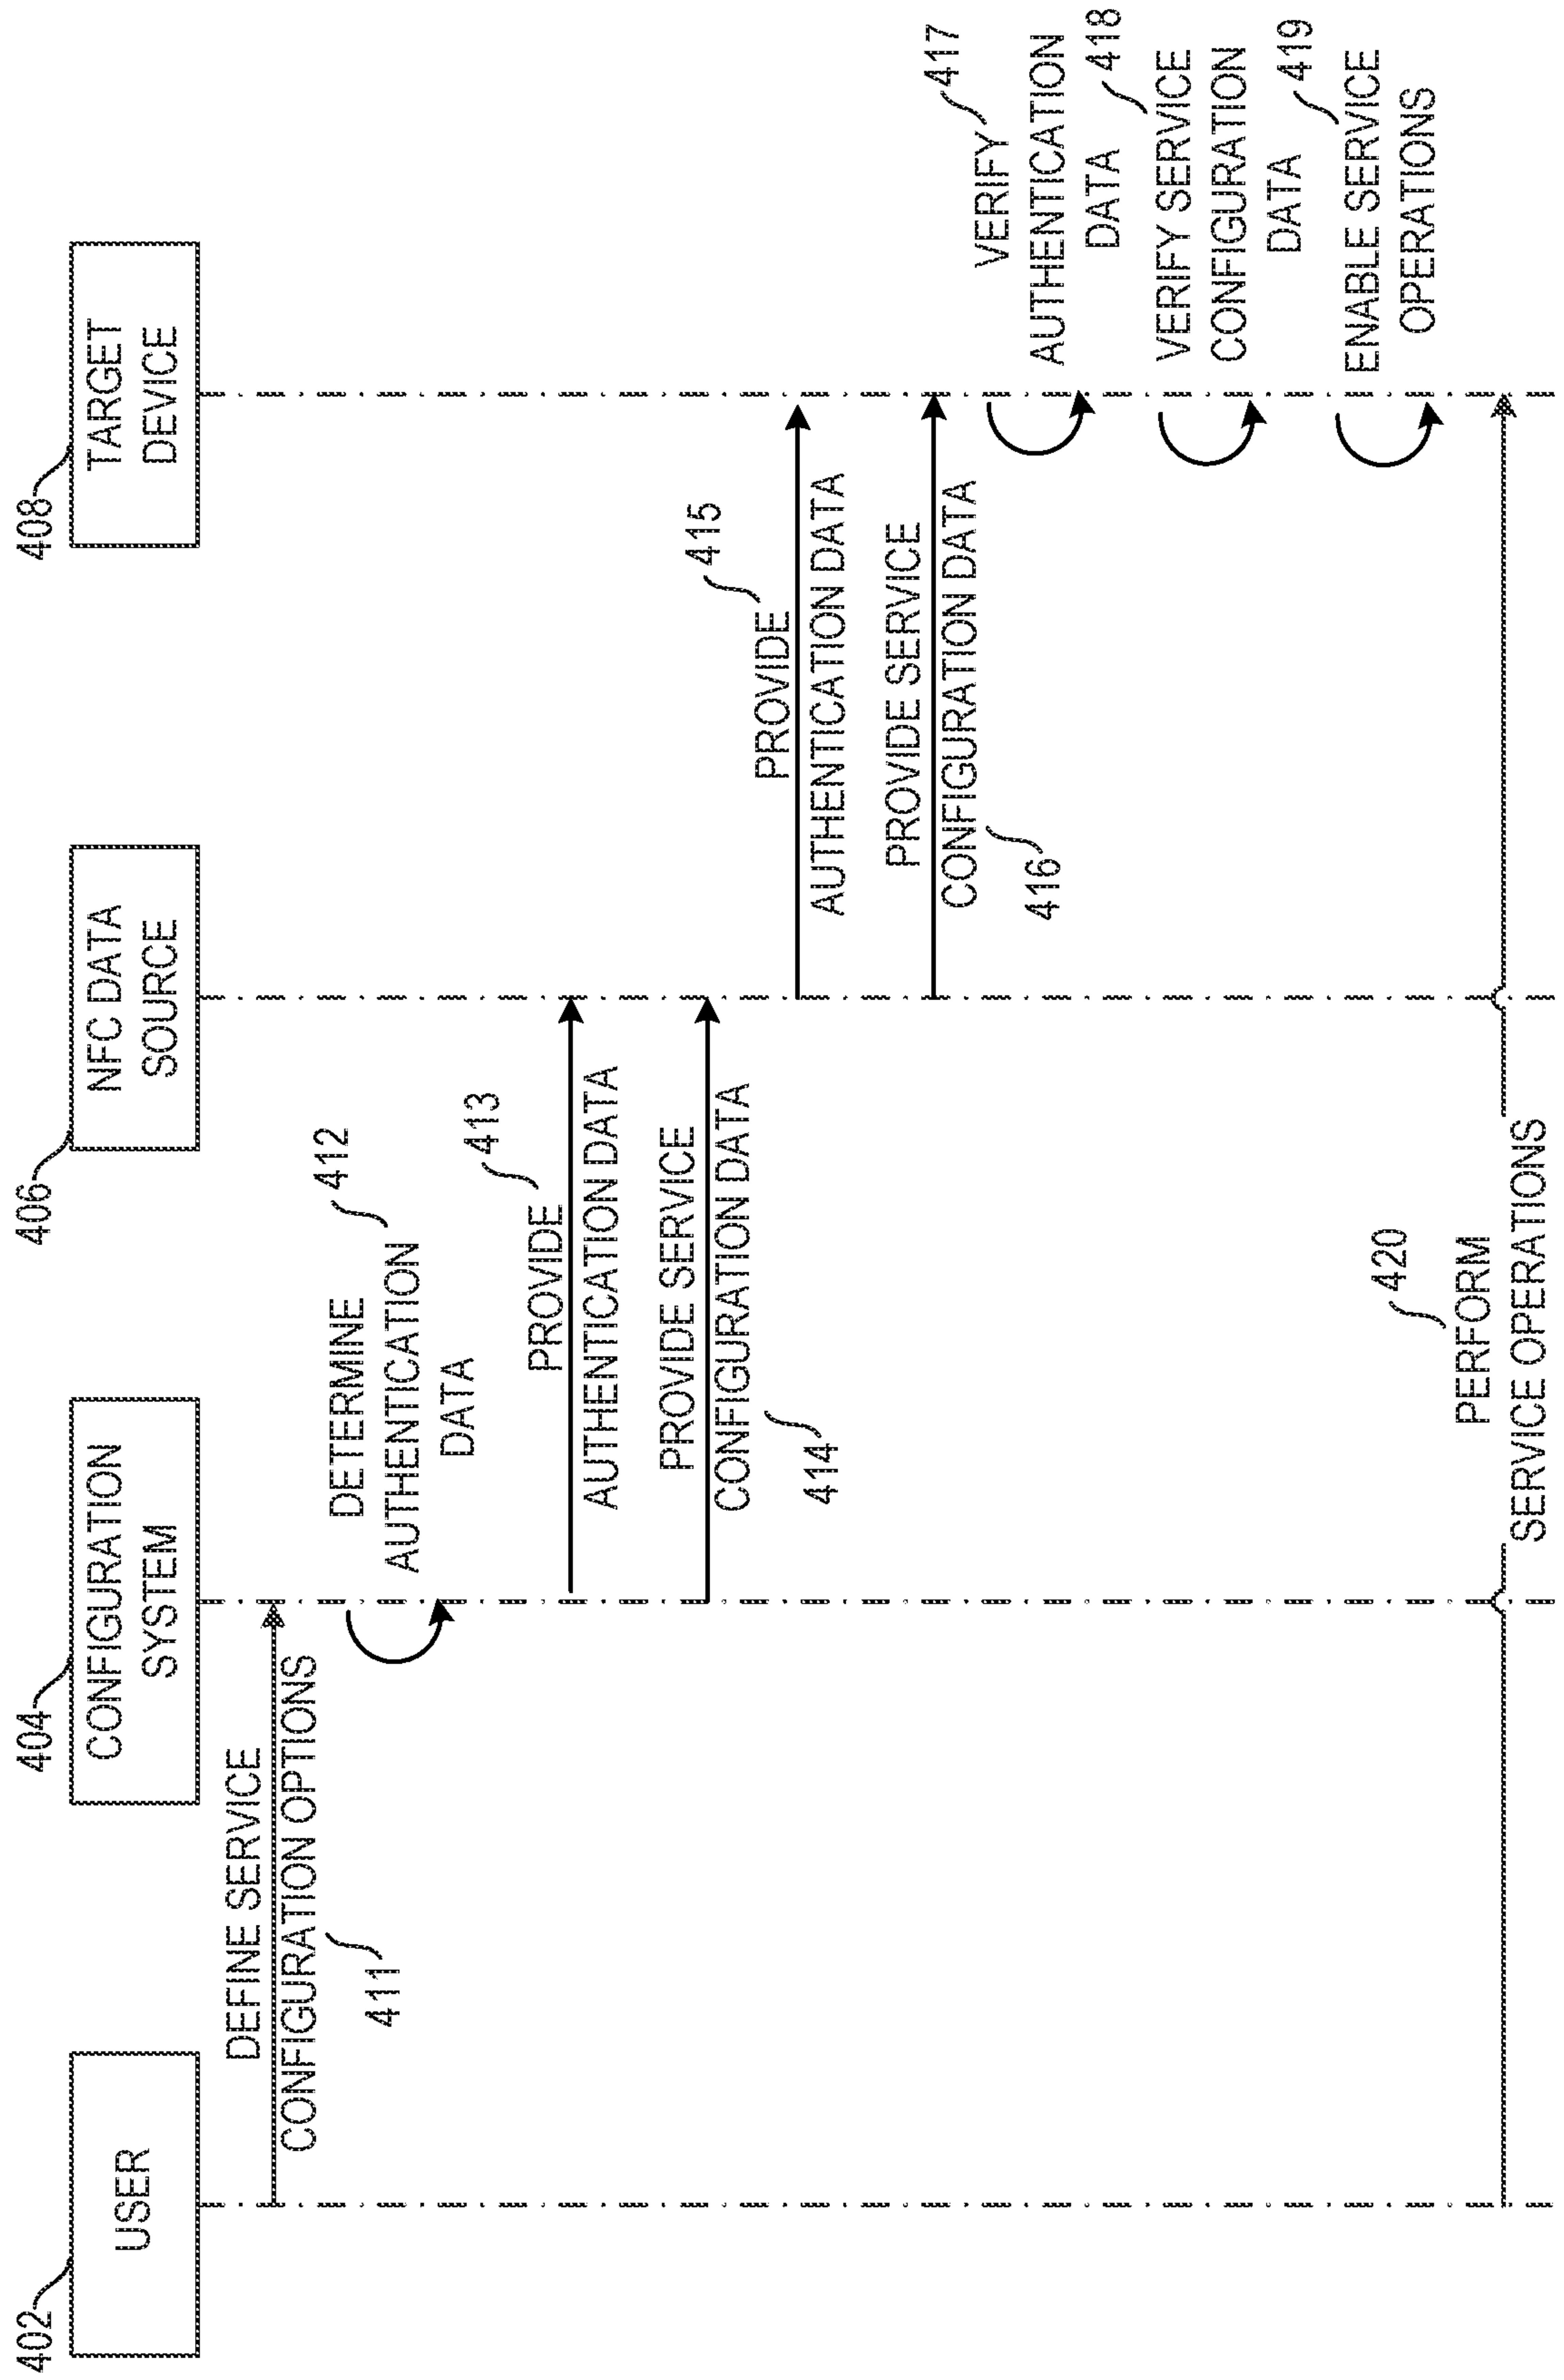 402
USER
404
CONFIGURATION
SYSTEM
406
NFC DATA
SOURCE
408
TARGET
DEVICE
DEFINE SERVICE
CONFIGURATION OPTIONS
411
DETERMINE
AUTHENTICATION
DATA
412
PROVIDE
AUTHENTICATION DATA
413
PROVIDE SERVICE
CONFIGURATION DATA
414
PROVIDE
AUTHENTICATION DATA
415
PROVIDE SERVICE
CONFIGURATION DATA
416
VERIFY
AUTHENTICATION
DATA
417
VERIFY SERVICE
CONFIGURATION
DATA
418
ENABLE SERVICE
OPERATIONS
419
420
PERFORM
SERVICE OPERATIONS